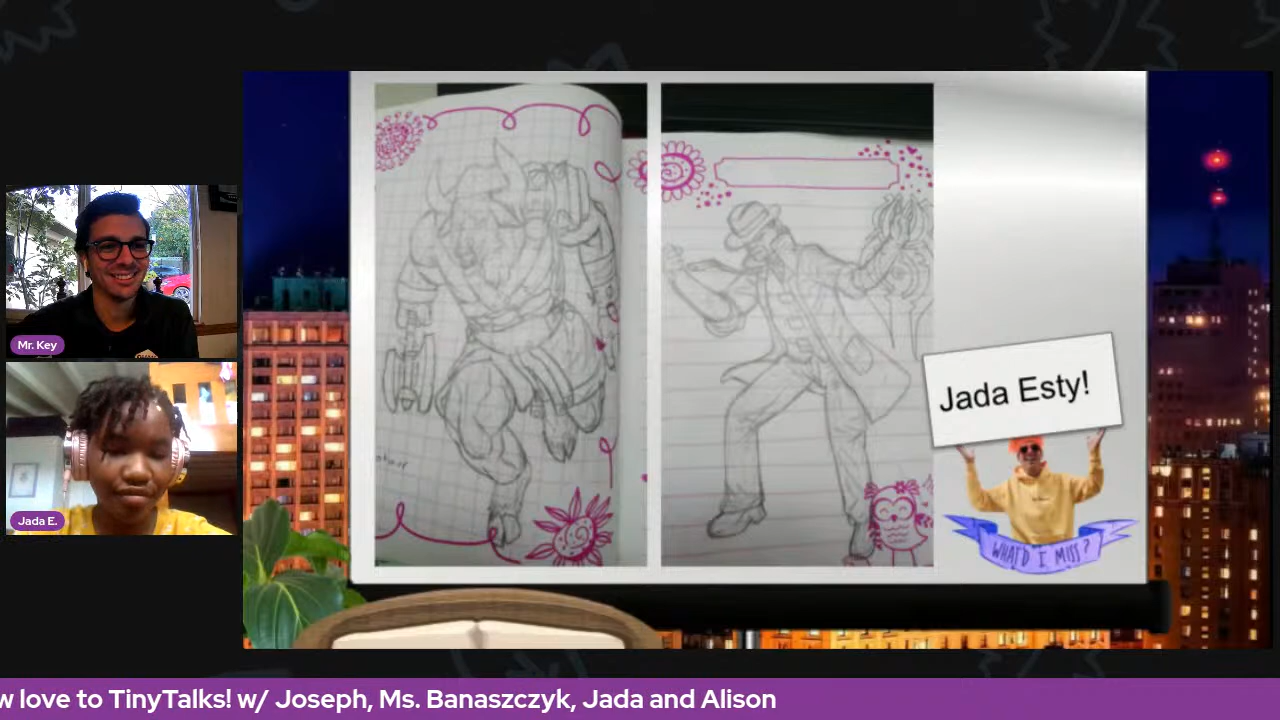 Mr. Key
Jada E.
Jada Esty!
WHAT'D I MISS?
w love to TinyTalks! w/ Joseph, Ms. Banaszczyk, Jada and Alison